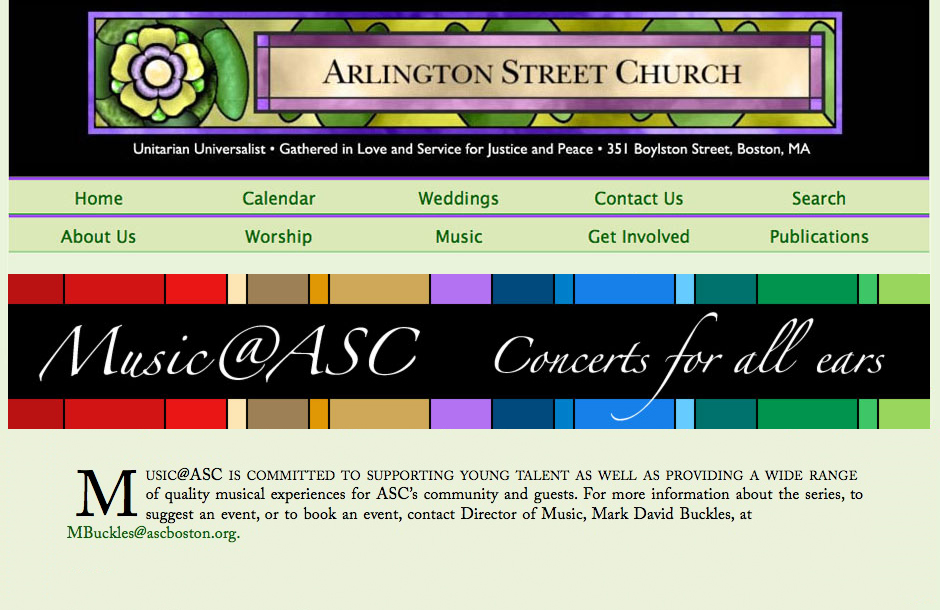 ARLINGTON STREET CHURCH
Unitarian Universalist • Gathered in Love and Service for Justice and Peace • 351 Boylston Street, Boston, MA
Home Calendar Weddings Contact Us Search
About Us Worship Music Get Involved Publications
Music@ASC Concerts for all ears
MUSIC@ASC IS COMMITTED TO SUPPORTING YOUNG TALENT AS WELL AS PROVIDING A WIDE RANGE
of quality musical experiences for ASC's community and guests. For more information about the series, to
suggest an event, or to book an event, contact Director of Music, Mark David Buckles, at
MBuckles@ascboston.org.